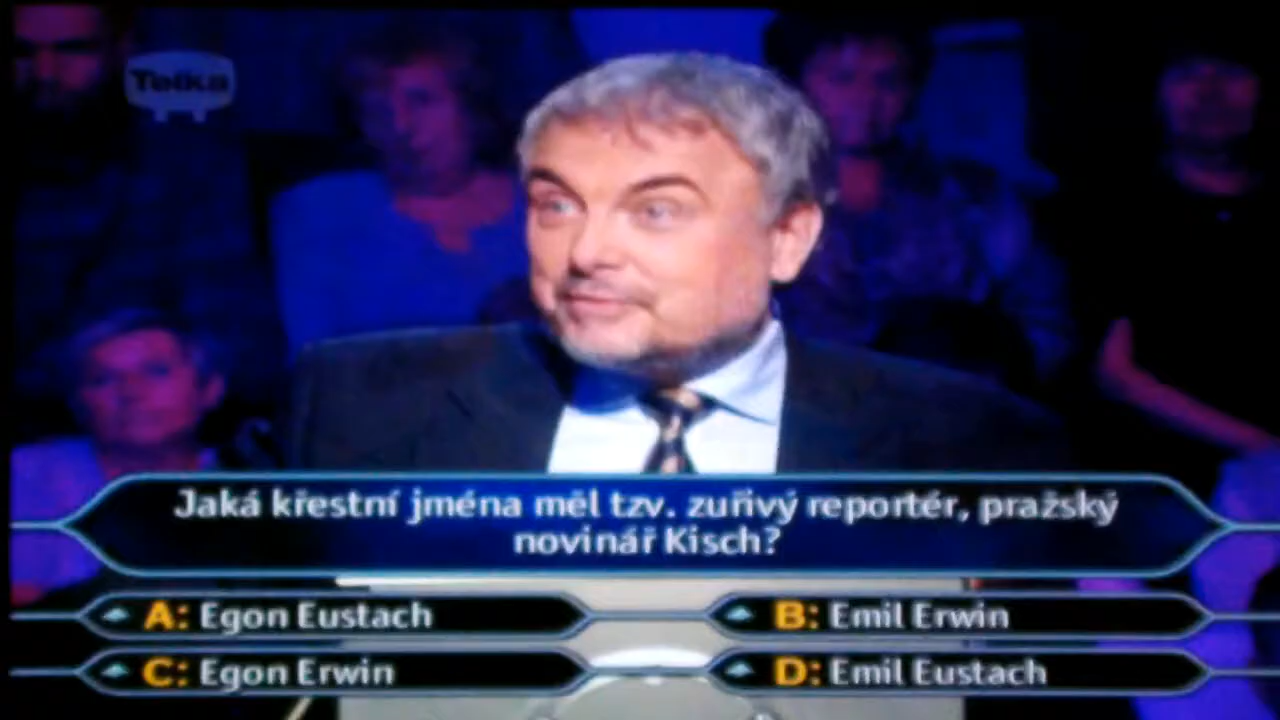 Telka
Jaká křestní jména měl tzv. zuřivý reportér, pražský
novinář Kisch?
A: Egon Eustach
B: Emil Erwin
C: Egon Erwin
D: Emil Eustach